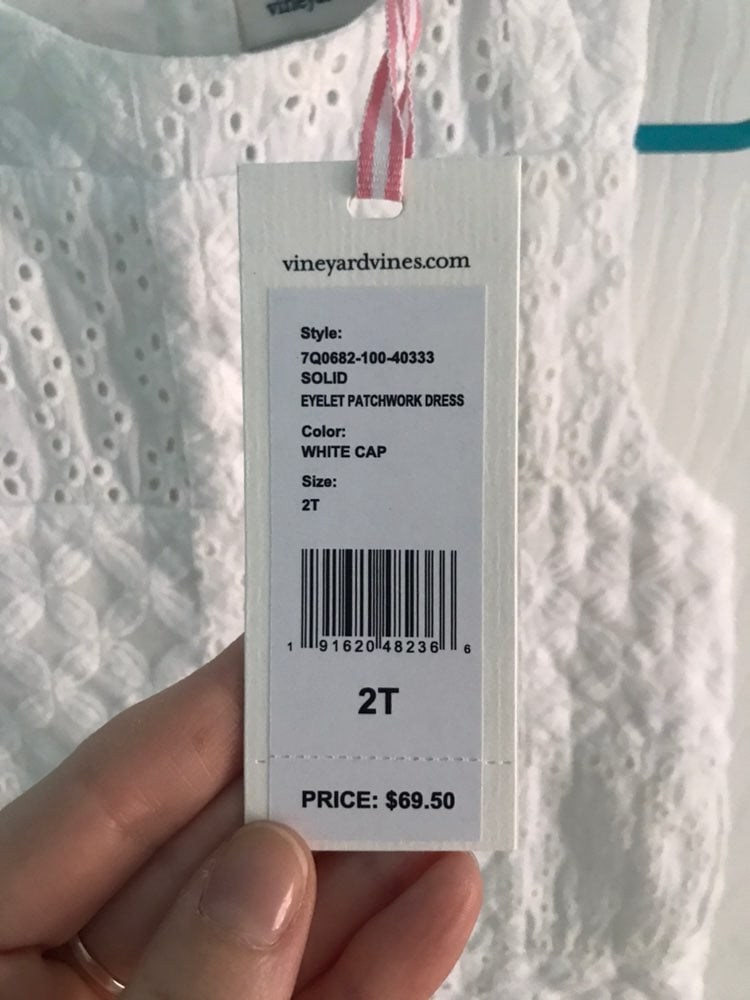 vineyardvines.com
Style:
7Q0682-100-40333
SOLID
EYELET PATCHWORK DRESS
Color:
WHITE CAP
Size:
2T
1 91620 48236 6
2T
PRICE: $69.50